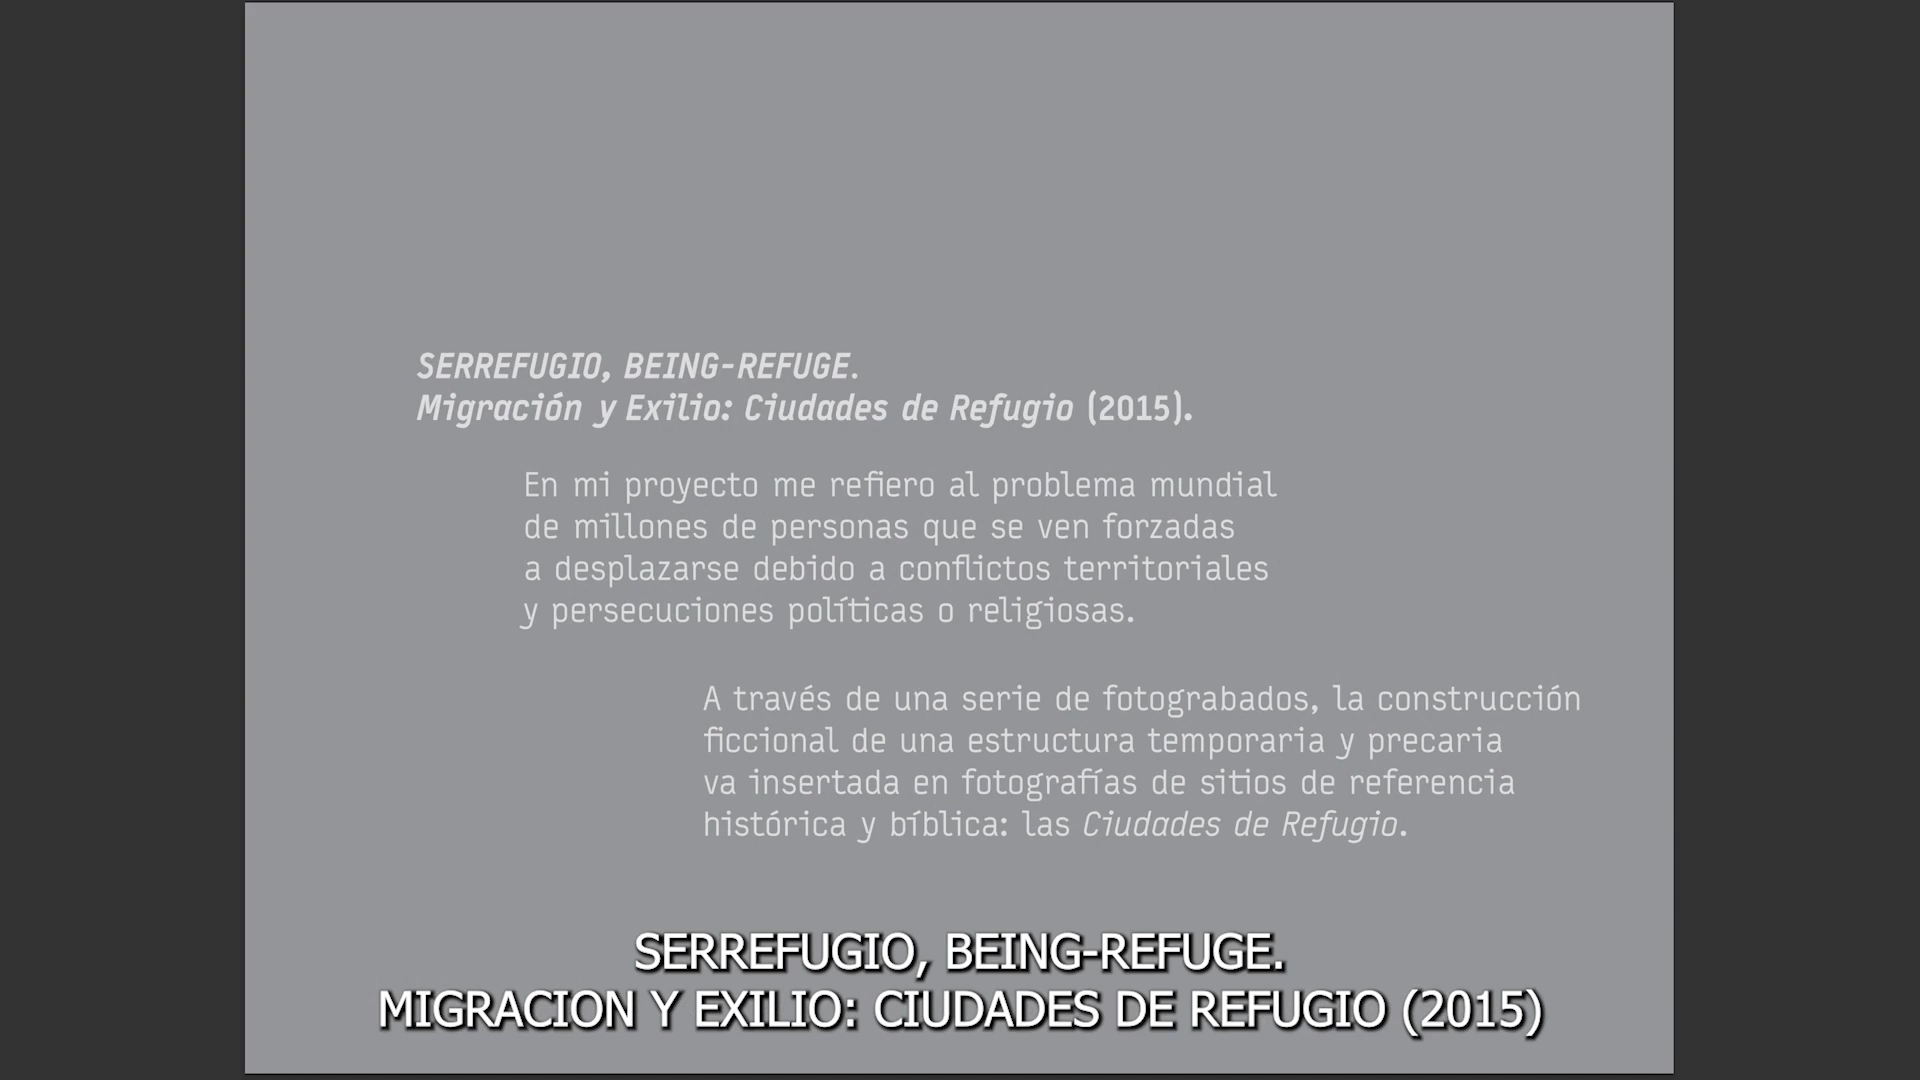 SERREFUGIO, BEING-REFUGE.
Migración y Exilio: Ciudades de Refugio (2015).
En mi proyecto me refiero al problema mundial
de millones de personas que se ven forzadas
a desplazarse debido a conflictos territoriales
y persecuciones políticas o religiosas.
A través de una serie de fotograbados, la construcción
ficcional de una estructura temporaria y precaria
va insertada en fotografías de sitios de referencia
histórica y bíblica: las Ciudades de Refugio.
SERREFUGIO, BEING-REFUGE.
MIGRACION Y EXILIO: CIUDADES DE REFUGIO (2015)